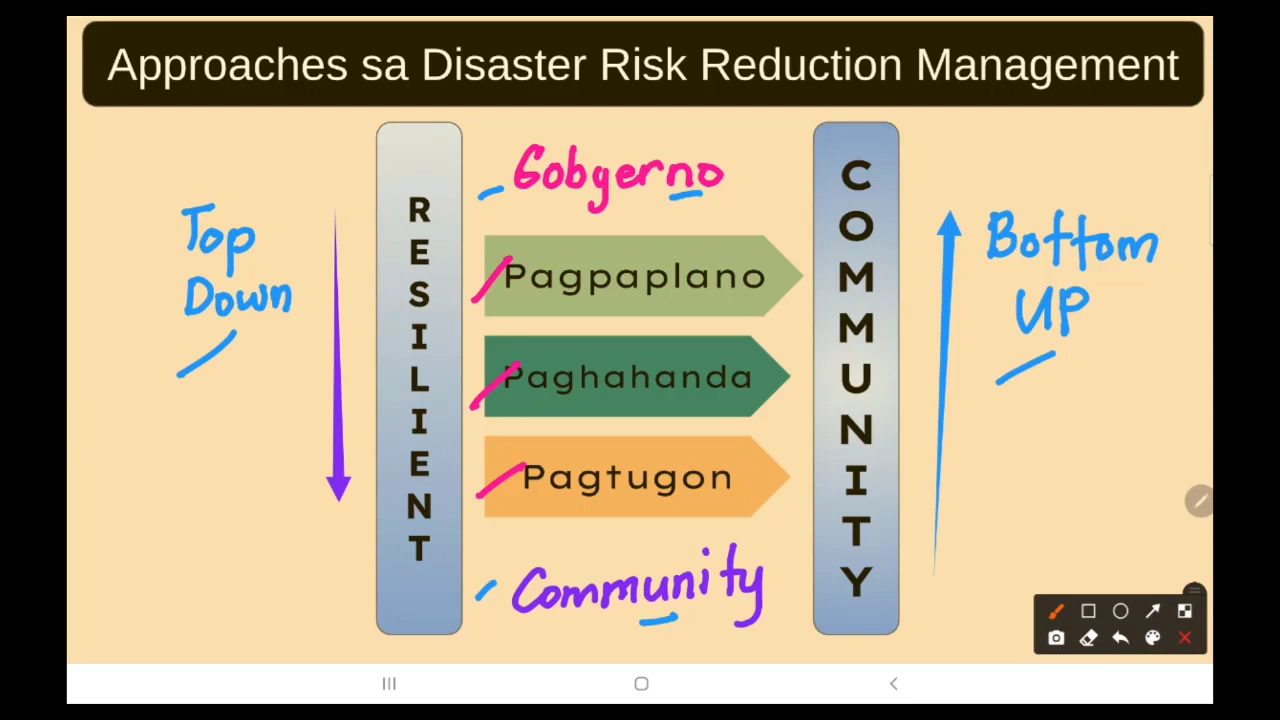 Approaches sa Disaster Risk Reduction Management
Top
Down
RESILIENT
Gobyerno
Pagpaplano
Paghahanda
Pagtugon
Community
COMMUNITY
Bottom
UP